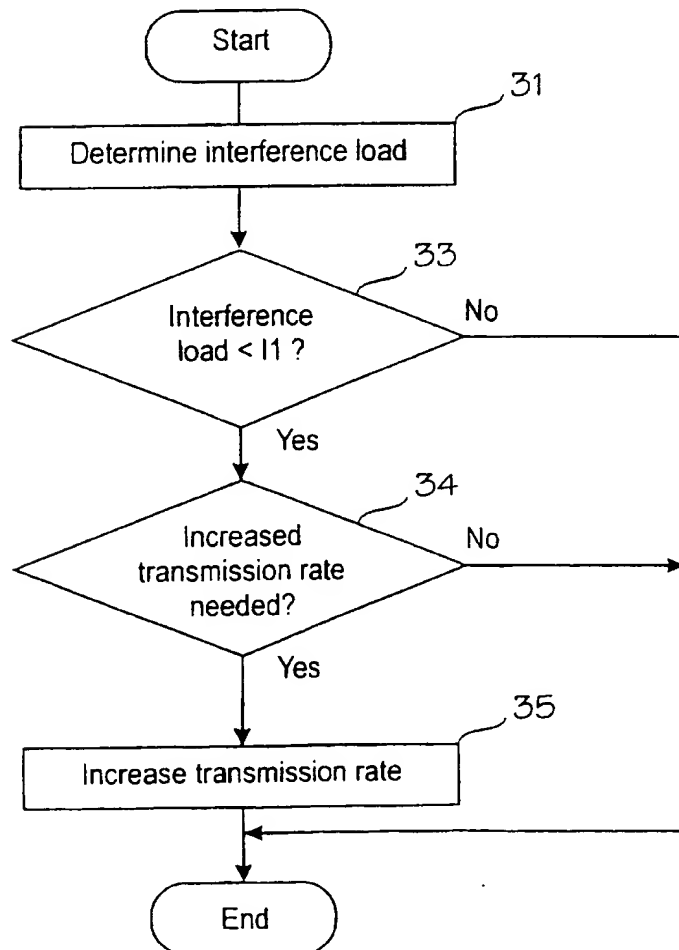 Start
31
Determine interference load
33
Interference
load < I1 ?
No
Yes
34
Increased
transmission rate
needed?
No
Yes
35
Increase transmission rate
End